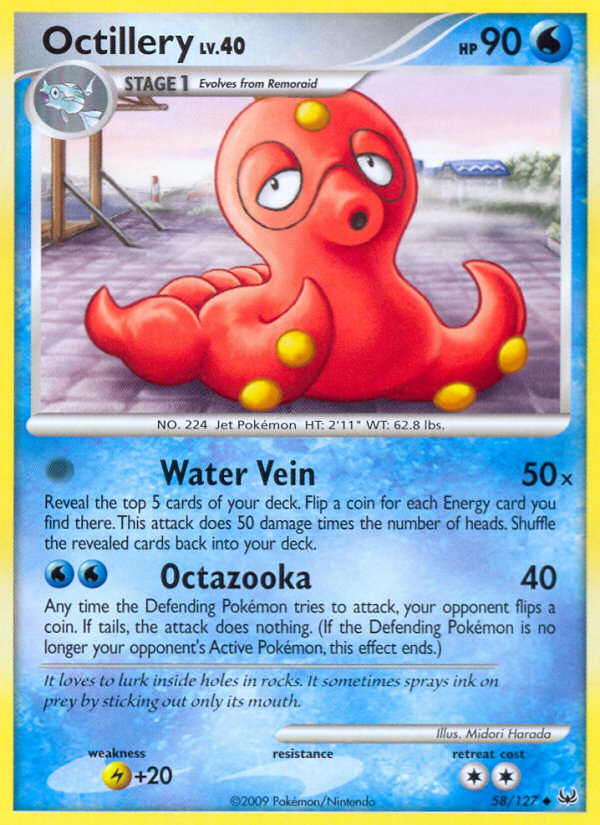 Octillery LV.40 HP 90
STAGE 1 Evolves from Remoraid
NO. 224 Jet Pokémon HT: 2'11" WT: 62.8 lbs.
Water Vein 50x
Reveal the top 5 cards of your deck. Flip a coin for each Energy card you
find there. This attack does 50 damage times the number of heads. Shuffle
the revealed cards back into your deck.
Octazooka 40
Any time the Defending Pokémon tries to attack, your opponent flips a
coin. If tails, the attack does nothing. (If the Defending Pokémon is no
longer your opponent's Active Pokémon, this effect ends.)
It loves to lurk inside holes in rocks. It sometimes sprays ink on
prey by sticking out only its mouth.
Illus. Midori Harada
weakness resistance retreat cost
+20
©2009 Pokémon/Nintendo 58/127